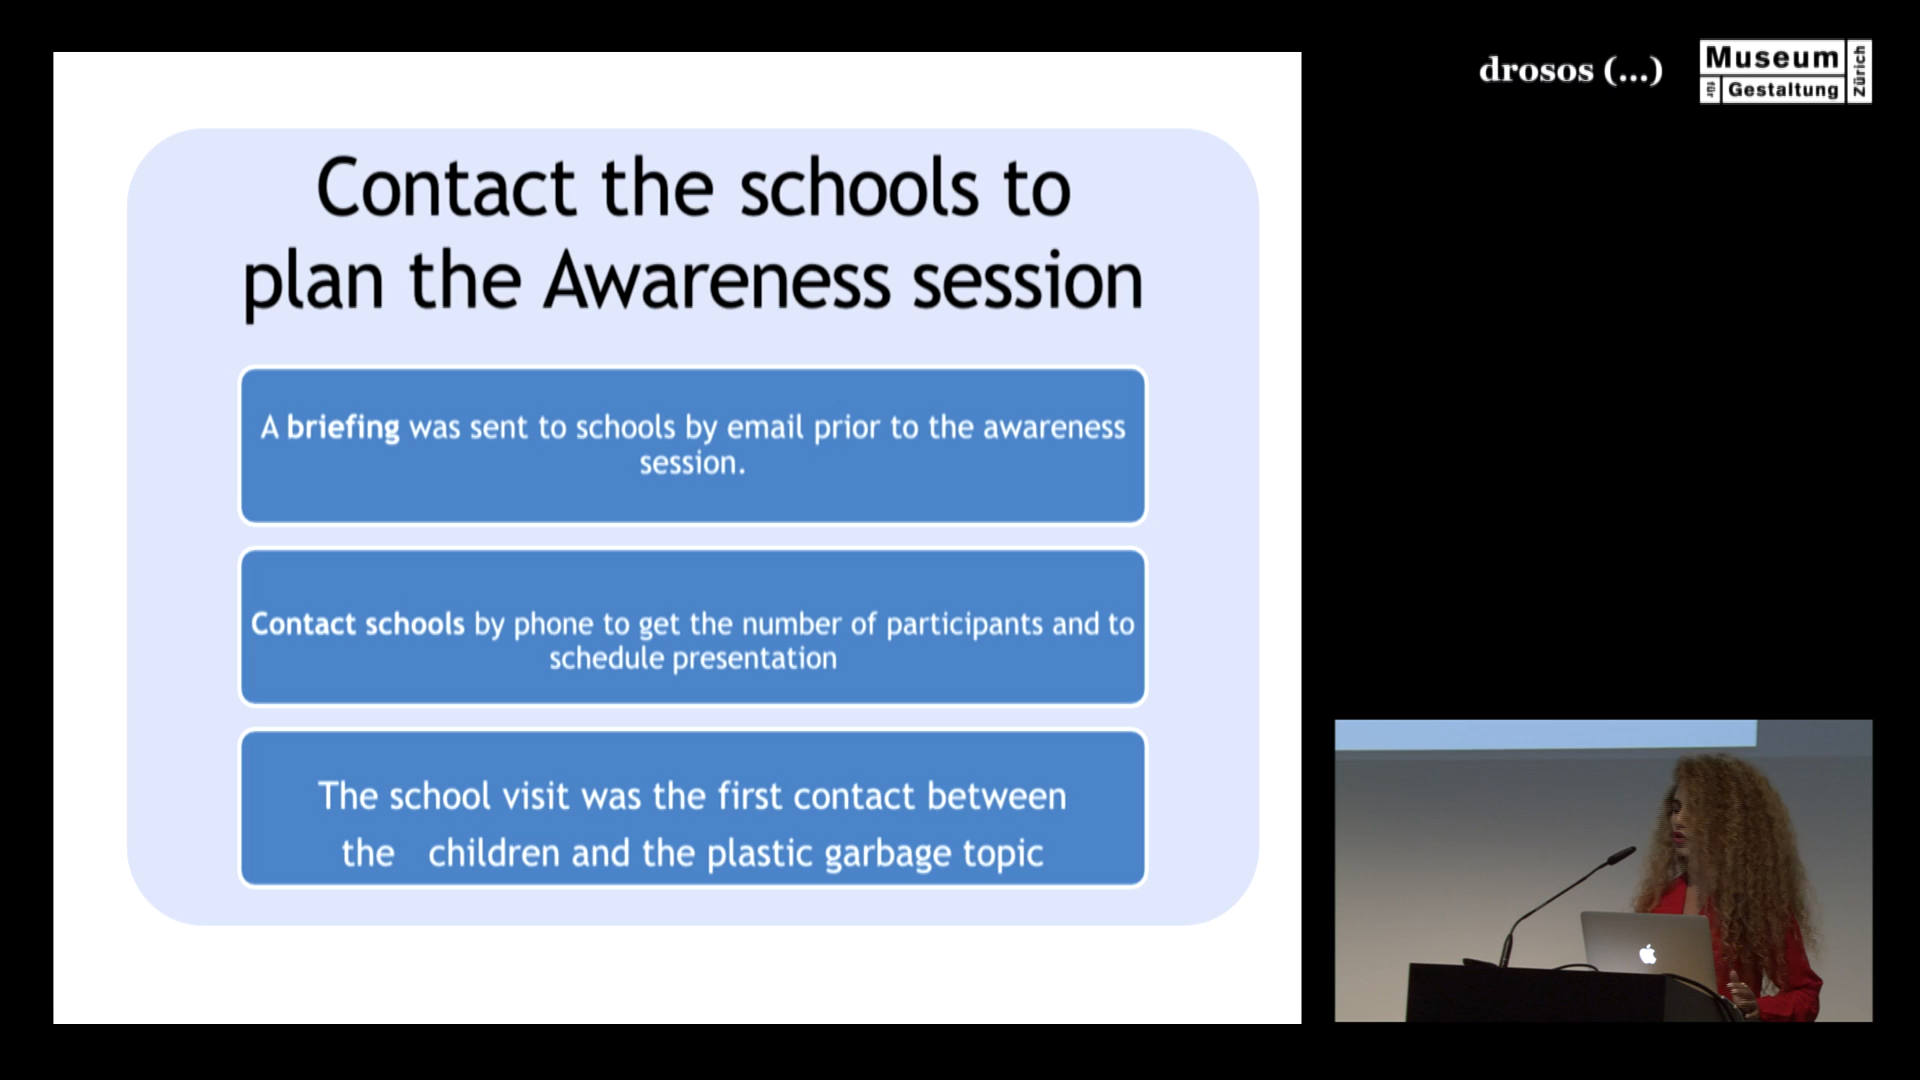 drosos (...)
Museum
für Gestaltung
Zürich
Contact the schools to
plan the Awareness session
A briefing was sent to schools by email prior to the awareness
session.
Contact schools by phone to get the number of participants and to
schedule presentation
The school visit was the first contact between
the children and the plastic garbage topic